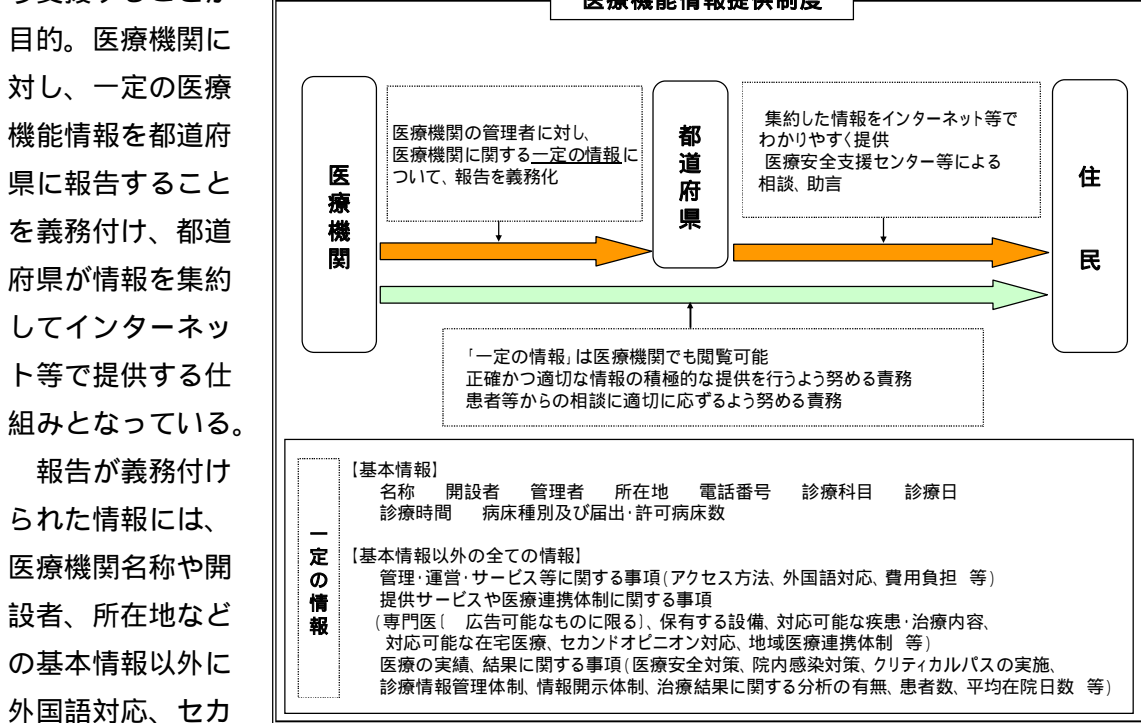 目的。医療機関に
対し、一定の医療
機能情報を都道府
県に報告すること
を義務付け、都道
府県が情報を集約
してインターネッ
ト等で提供する仕
組みとなっている。
報告が義務付け
られた情報には、
医療機関名称や開
設者、所在地など
の基本情報以外に
外国語対応、セカ
医療機能情報提供制度
医療機関
医療機関の管理者に対し、
医療機関に関する一定の情報に
ついて、報告を義務化
都道府県
集約した情報をインターネット等で
わかりやすく提供
医療安全支援センター等による
相談、助言
住民
「一定の情報」は医療機関でも閲覧可能
正確かつ適切な情報の積極的な提供を行うよう努める責務
患者等からの相談に適切に応ずるよう努める責務
一定の情報
【基本情報】
名称 開設者 管理者 所在地 電話番号 診療科目 診療日
診療時間 病床種別及び届出・許可病床数
【基本情報以外の全ての情報】
管理・運営・サービス等に関する事項(アクセス方法、外国語対応、費用負担 等)
提供サービスや医療連携体制に関する事項
(専門医〔 広告可能なものに限る〕、保有する設備、対応可能な疾患・治療内容、
対応可能な在宅医療、セカンドオピニオン対応、地域医療連携体制 等)
医療の実績、結果に関する事項(医療安全対策、院内感染対策、クリティカルパスの実施、
診療情報管理体制、情報開示体制、治療結果に関する分析の有無、患者数、平均在院日数 等)